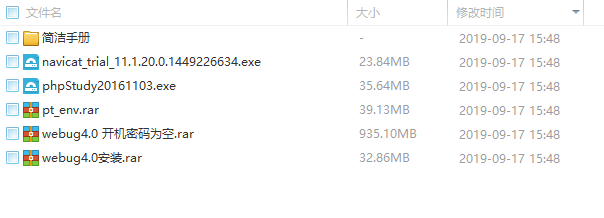 文件名 大小 修改时间
简洁手册 - 2019-09-17 15:48
navicat_trial_11.1.20.0.1449226634.exe 23.84MB 2019-09-17 15:48
phpStudy20161103.exe 35.64MB 2019-09-17 15:48
pt_env.rar 39.13MB 2019-09-17 15:48
webug4.0 开机密码为空.rar 935.10MB 2019-09-17 15:48
webug4.0安装.rar 32.86MB 2019-09-17 15:48